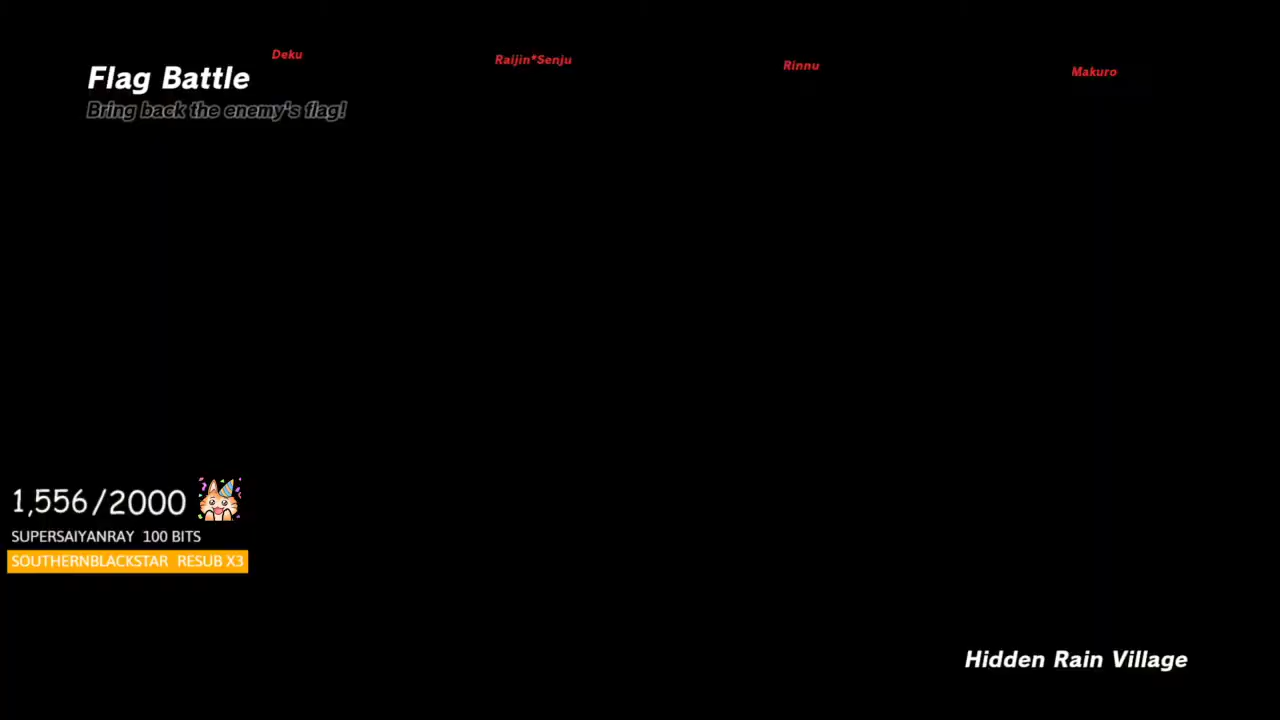 Deku
Raijin*Senju
Rinnu
Makuro
Flag Battle
Bring back the enemy's flag!
1,556/2000
SUPERSAIYANRAY 100 BITS
SOUTHERNBLACKSTAR RESUB X3
Hidden Rain Village